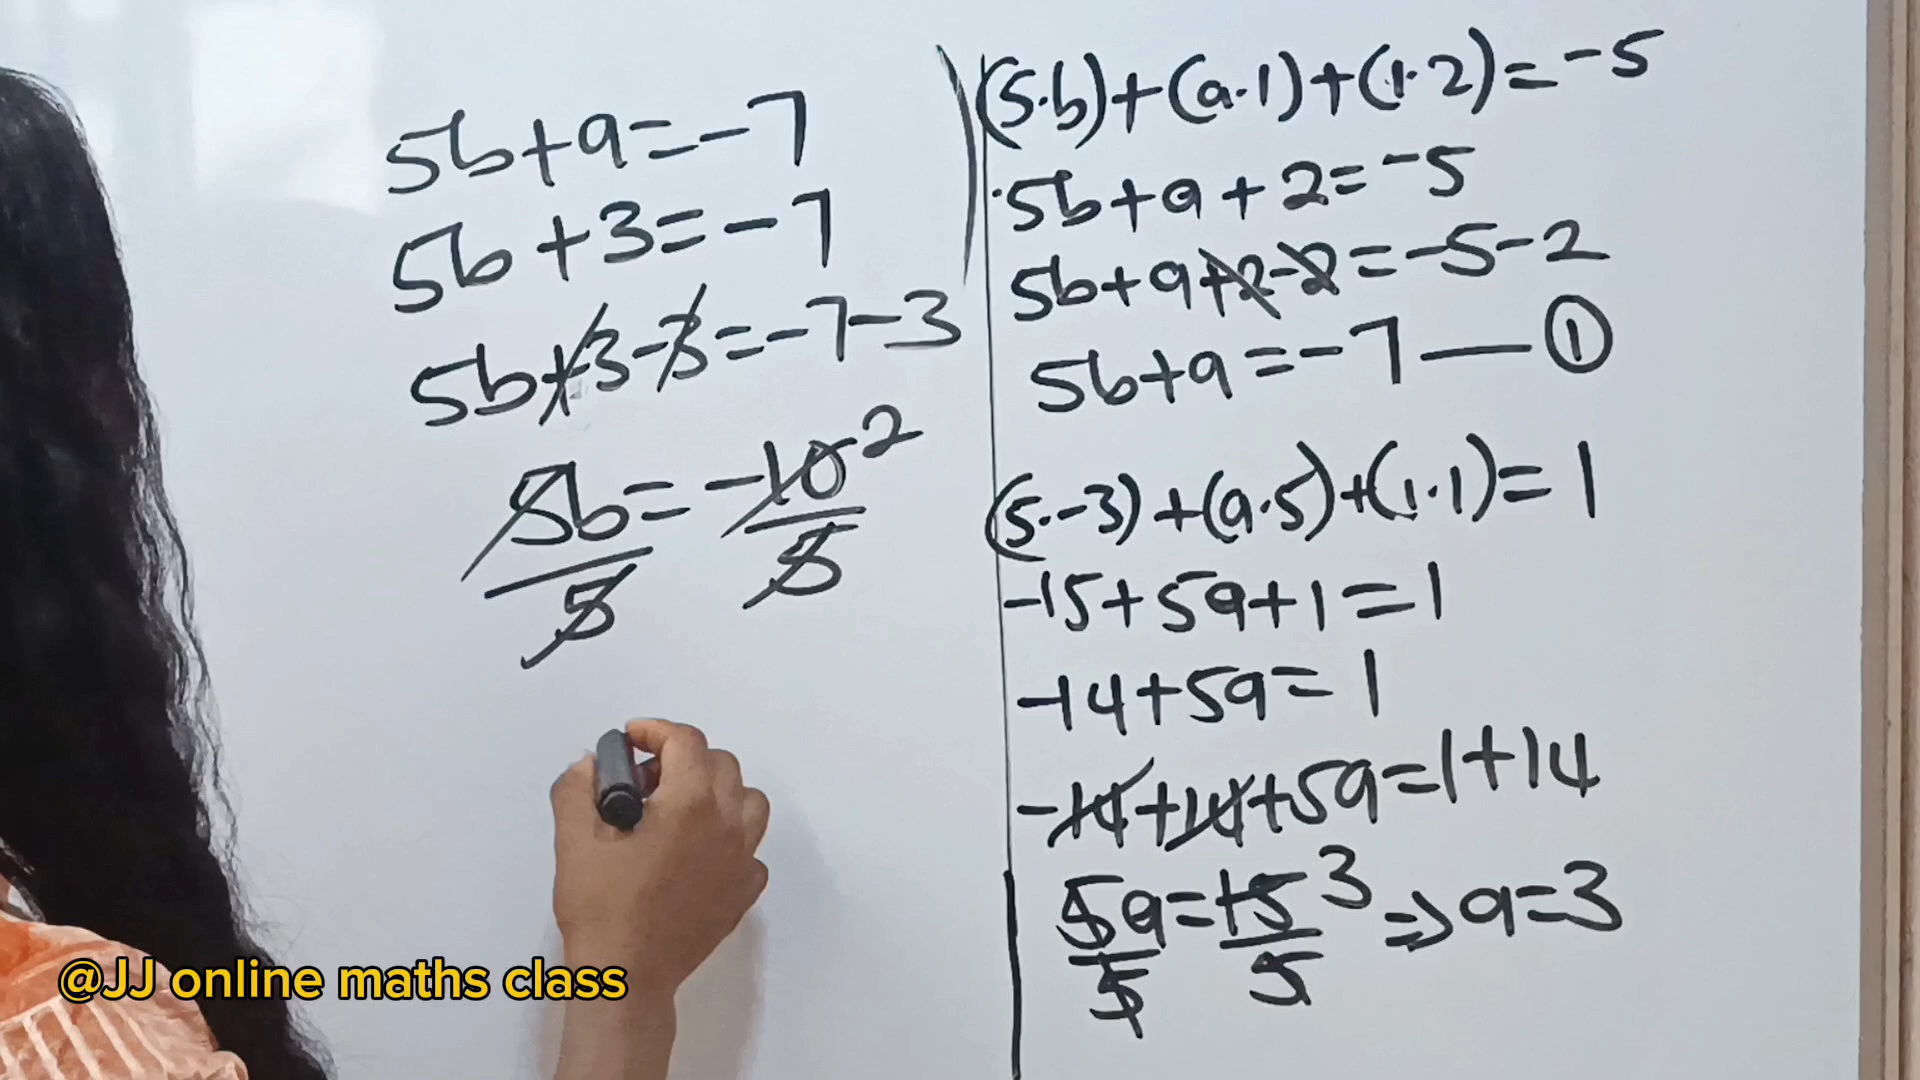 5b+a=-7
5b+3=-7
5b+3-3=-7-3
5b/5=-10/5 2
(5·b)+(a·1)+(1·2)=-5
5b+a+2=-5
5b+a+2-2=-5-2
5b+a=-7—①
(5·-3)+(a·5)+(1·1)=1
-15+5a+1=1
-14+5a=1
-14+14+5a=1+14
5a/5=15/5 3 ⇒a=3
@JJ online maths class